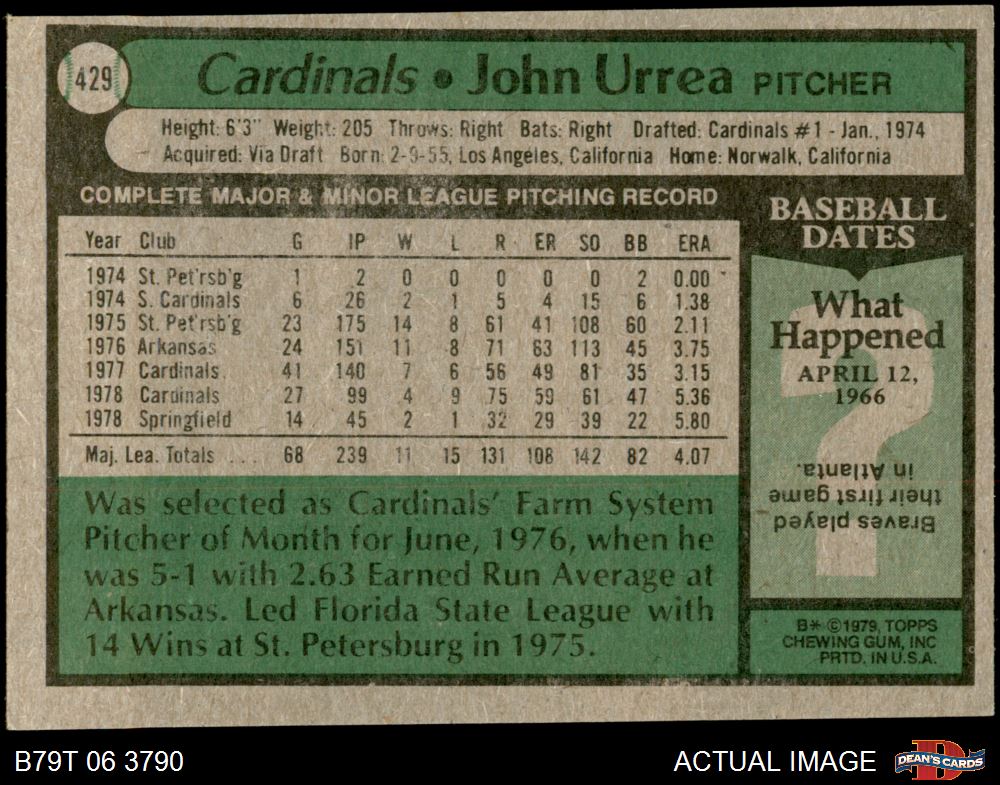 429
Cardinals • John Urrea PITCHER
Height: 6'3" Weight: 205 Throws: Right Bats: Right Drafted: Cardinals #1 - Jan., 1974
Acquired: Via Draft Born: 2-9-55, Los Angeles, California Home: Norwalk, California
COMPLETE MAJOR & MINOR LEAGUE PITCHING RECORD
Year Club G IP W L R ER SO BB ERA
1974 St. Pet'rsb'g 1 2 0 0 0 0 0 2 0.00
1974 S. Cardinals 6 26 2 1 5 4 15 6 1.38
1975 St. Pet'rsb'g 23 175 14 8 61 41 108 60 2.11
1976 Arkansas 24 151 11 8 71 63 113 45 3.75
1977 Cardinals 41 140 7 6 56 49 81 35 3.15
1978 Cardinals 27 99 4 9 75 59 61 47 5.36
1978 Springfield 14 45 2 1 32 29 39 22 5.80
Maj. Lea. Totals ... 68 239 11 15 131 108 142 82 4.07
Was selected as Cardinals' Farm System
Pitcher of Month for June, 1976, when he
was 5-1 with 2.63 Earned Run Average at
Arkansas. Led Florida State League with
14 Wins at St. Petersburg in 1975.
BASEBALL
DATES
What
Happened
APRIL 12,
1966
Braves played
their first game
in Atlanta.
B* ©1979, TOPPS
CHEWING GUM, INC
PRTD. IN U.S.A.
B79T 06 3790
ACTUAL IMAGE
DEAN'S CARDS